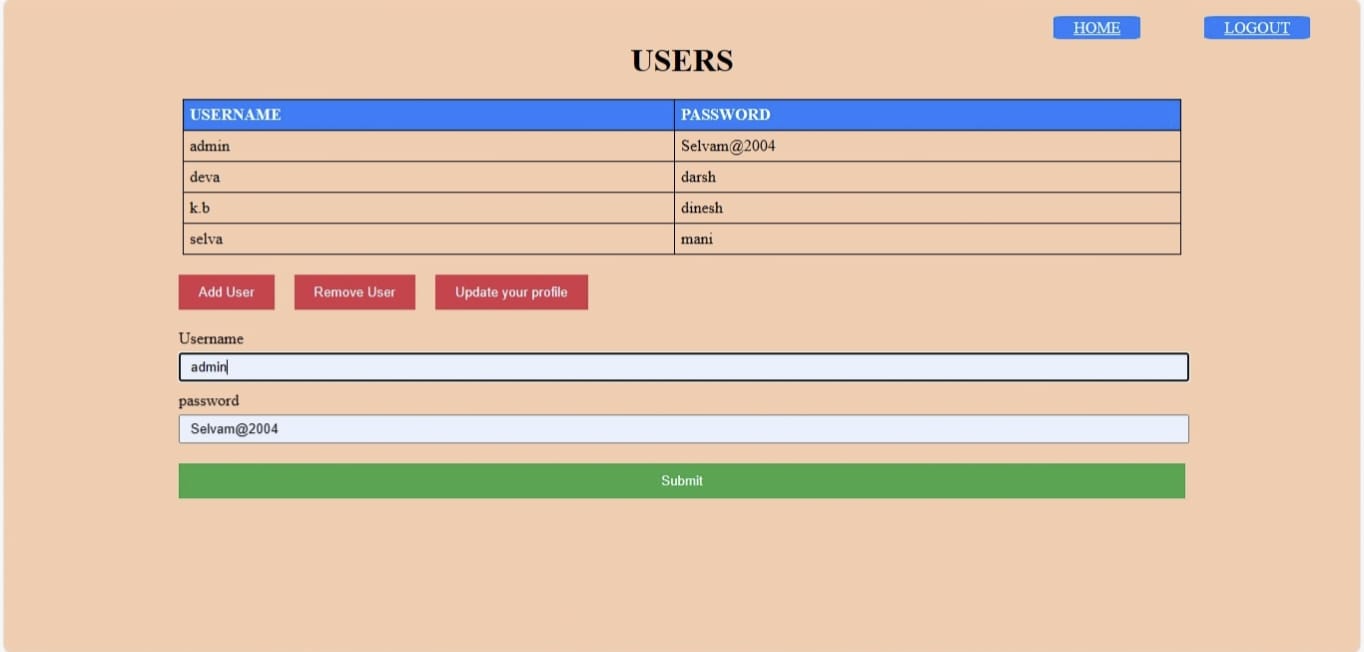 HOME LOGOUT
USERS
USERNAME PASSWORD
admin Selvam@2004
deva darsh
k.b dinesh
selva mani
Add User Remove User Update your profile
Username
admin
password
Selvam@2004
Submit